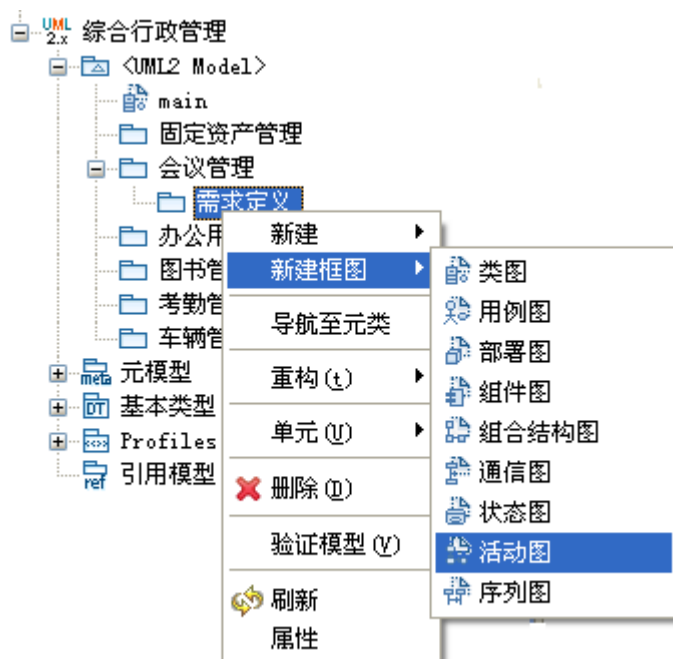 UML 2.x 综合行政管理
<UML2 Model>
main
固定资产管理
会议管理
需求定义
办公用
图书管
考勤管
车辆管
meta 元模型
DT 基本类型
Profiles
ref 引用模型
新建
新建框图
导航至元类
重构(t)
单元(U)
删除(D)
验证模型(V)
刷新
属性
类图
用例图
部署图
组件图
组合结构图
通信图
状态图
活动图
序列图